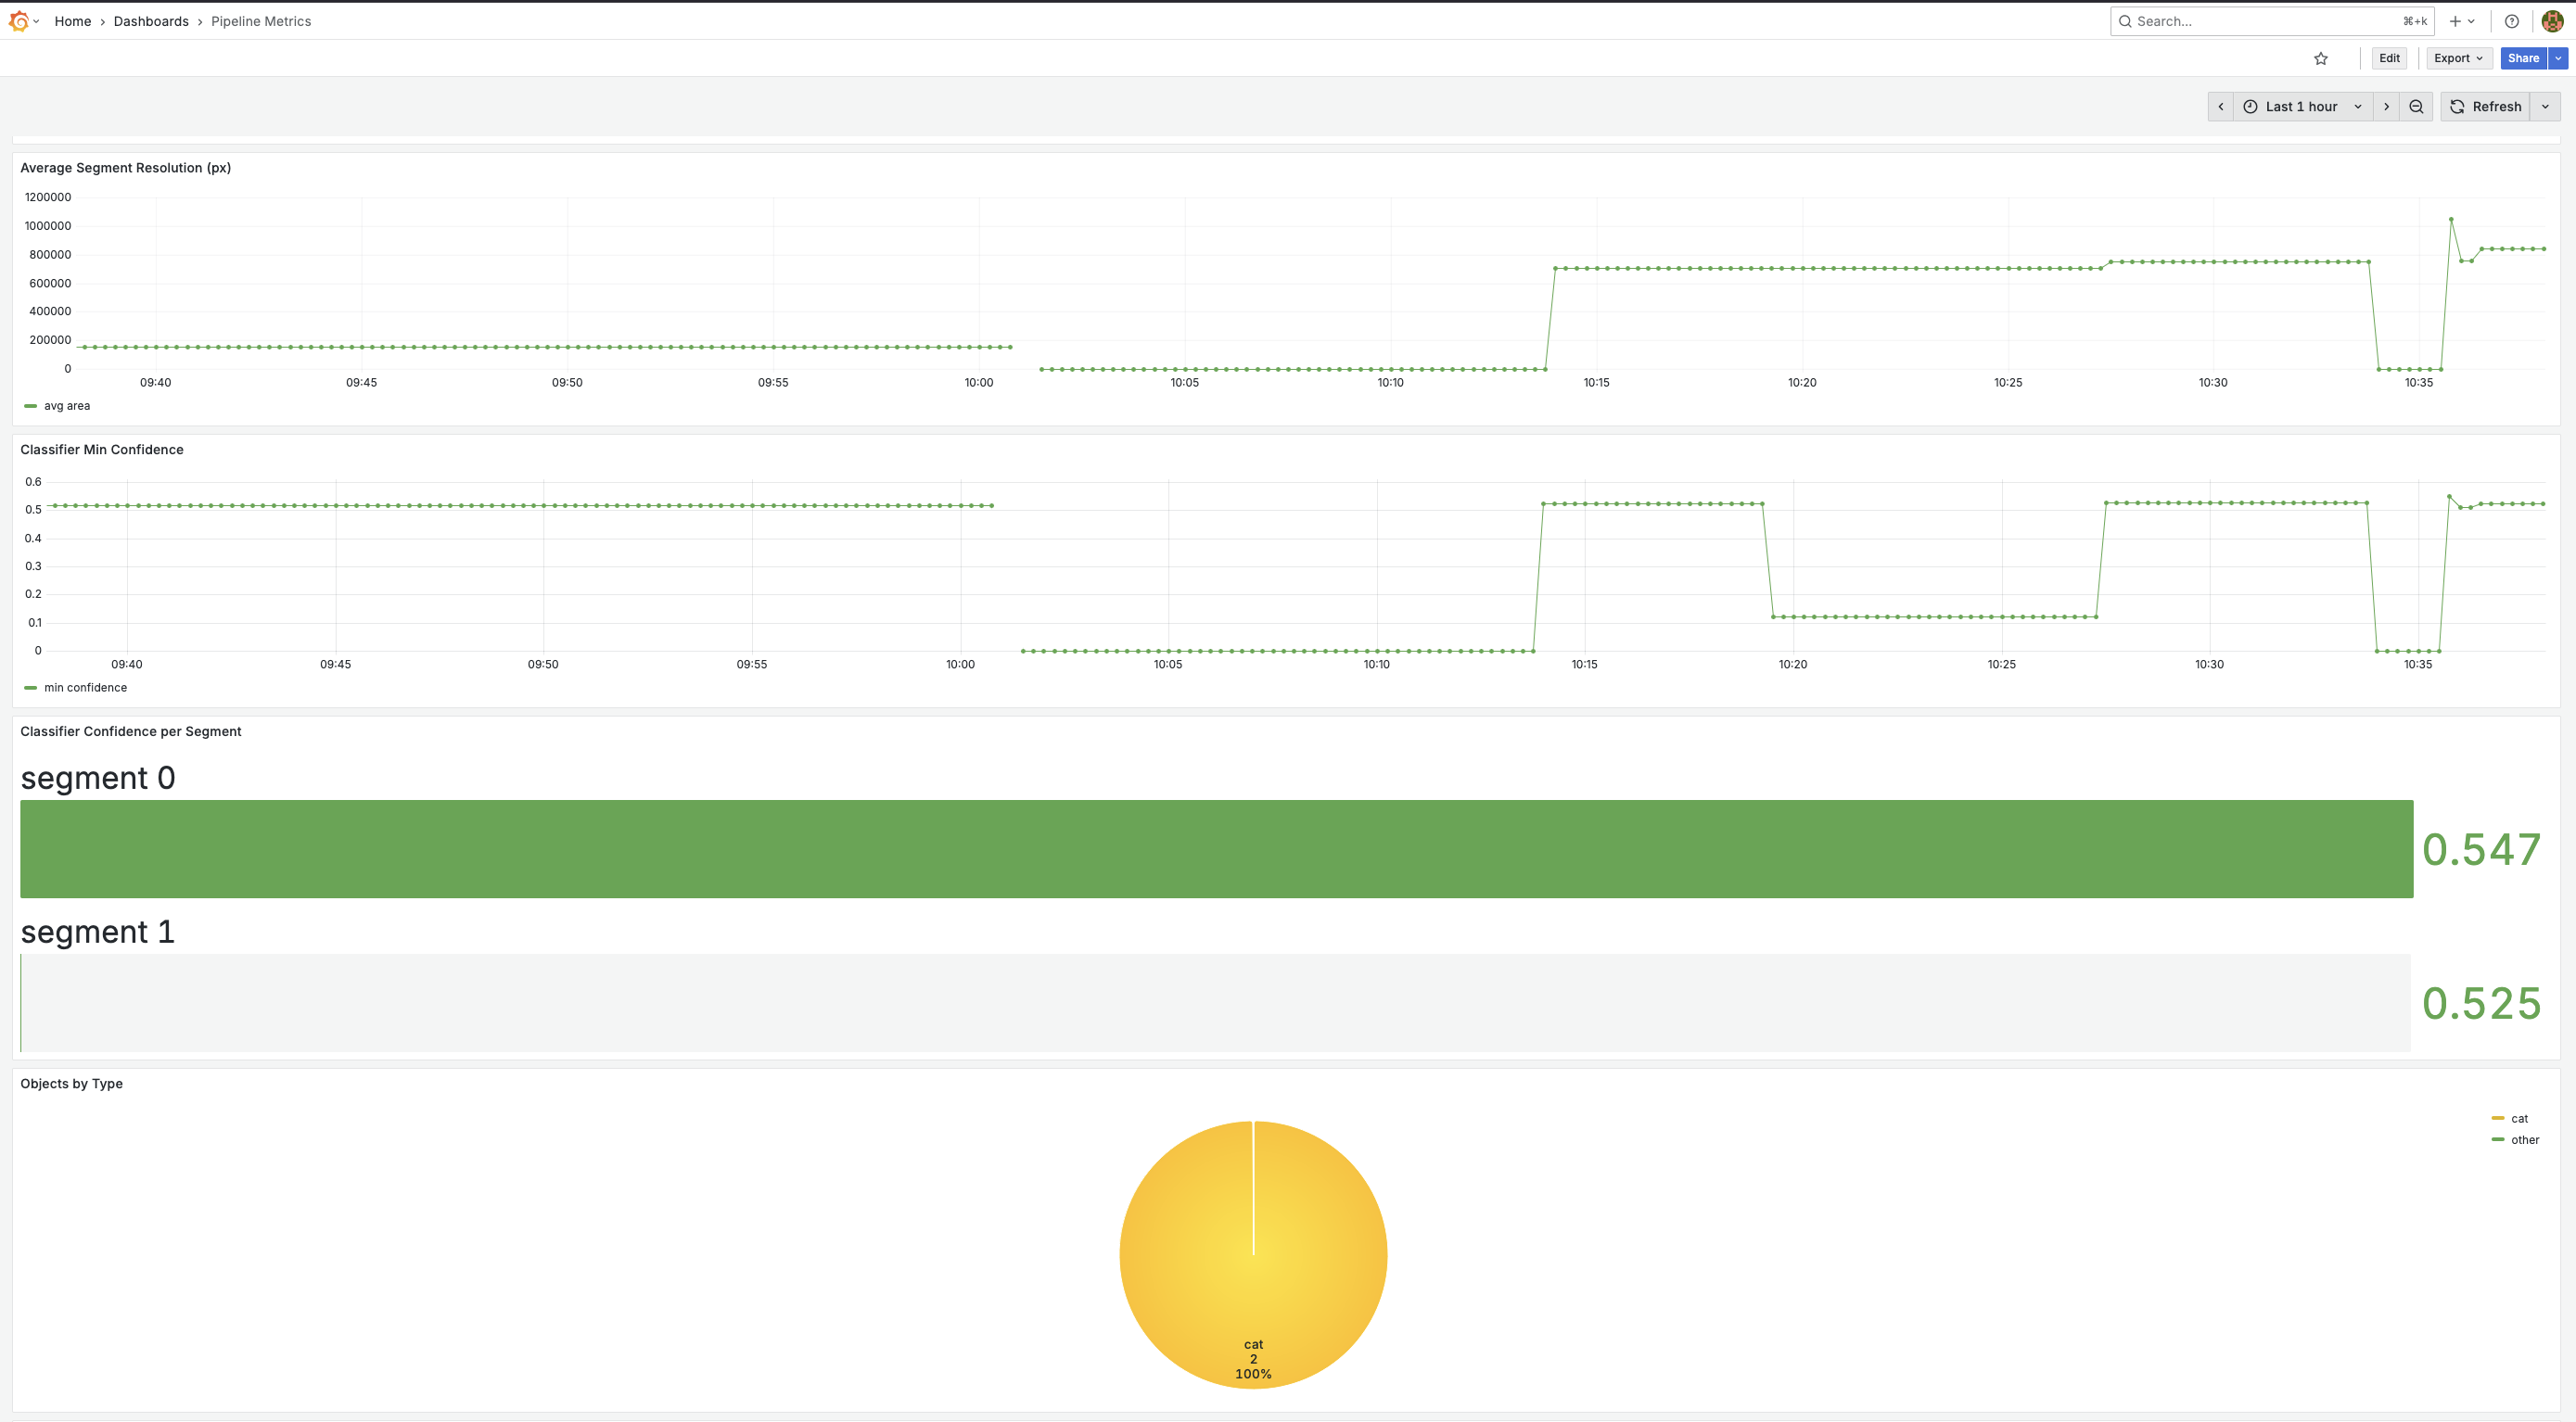 Home › Dashboards › Pipeline Metrics
Search...
⌘+k
Edit
Export
Share
Last 1 hour
Refresh
Average Segment Resolution (px)
1200000
1000000
800000
600000
400000
200000
0
09:40 09:45 09:50 09:55 10:00 10:05 10:10 10:15 10:20 10:25 10:30 10:35
avg area
Classifier Min Confidence
0.6
0.5
0.4
0.3
0.2
0.1
0
09:40 09:45 09:50 09:55 10:00 10:05 10:10 10:15 10:20 10:25 10:30 10:35
min confidence
Classifier Confidence per Segment
segment 0
0.547
segment 1
0.525
Objects by Type
cat
other
cat
2
100%